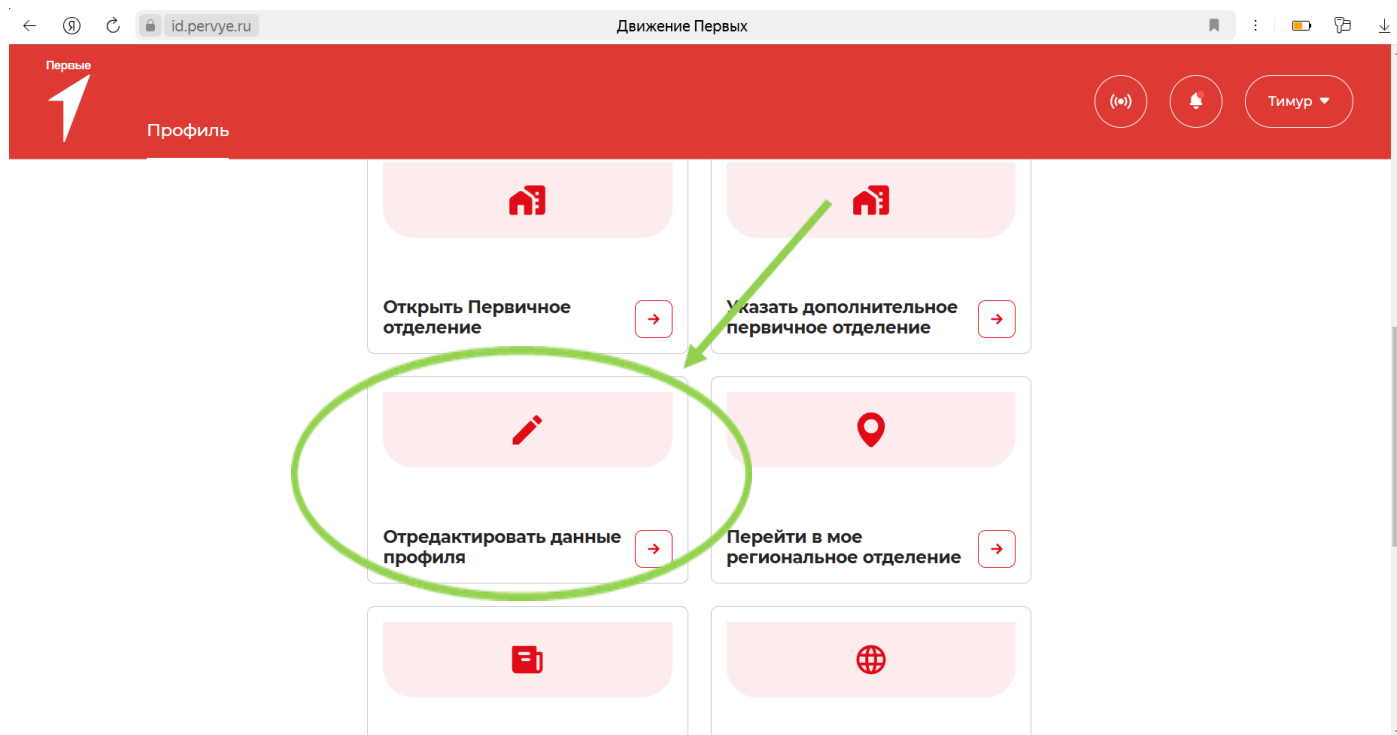 id.pervye.ru
Движение Первых
Первые
Профиль
Тимур
Открыть Первичное
отделение
Указать дополнительное
первичное отделение
Отредактировать данные
профиля
Перейти в мое
региональное отделение